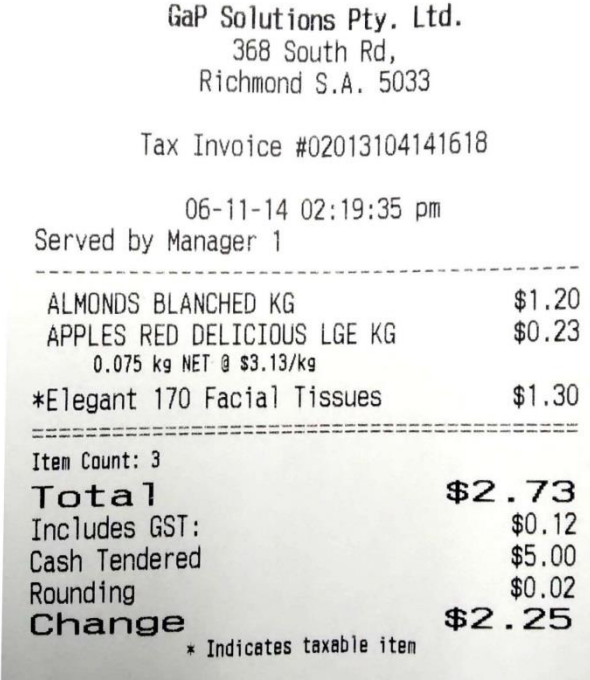 GaP Solutions Pty. Ltd.
368 South Rd,
Richmond S.A. 5033
Tax Invoice #02013104141618
06-11-14 02:19:35 pm
Served by Manager 1
ALMONDS BLANCHED KG $1.20
APPLES RED DELICIOUS LGE KG $0.23
0.075 kg NET @ $3.13/kg
*Elegant 170 Facial Tissues $1.30
Item Count: 3
Total $2.73
Includes GST: $0.12
Cash Tendered $5.00
Rounding $0.02
Change $2.25
* Indicates taxable item